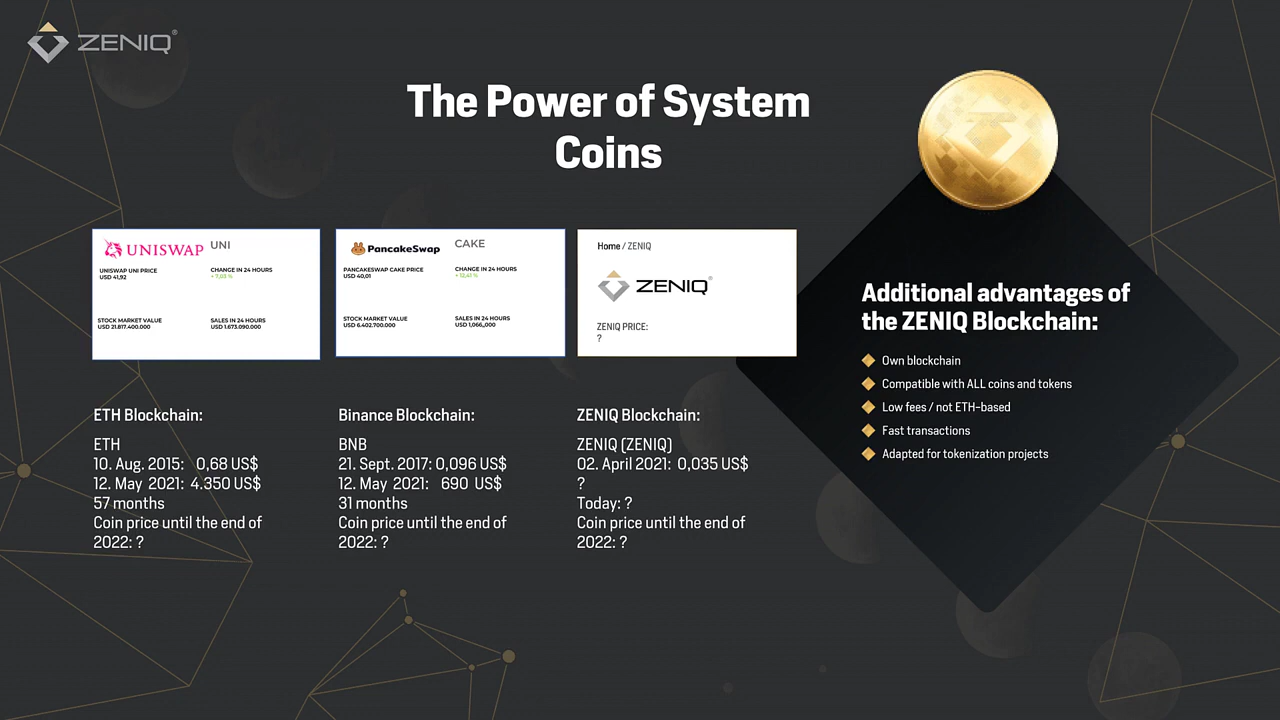 ZENIQ®
The Power of System
Coins
UNISWAP UNI
UNISWAP UNI PRICE
USD 41,92
CHANGE IN 24 HOURS
+ 7,03 %
STOCK MARKET VALUE
USD 21.817.400.000
SALES IN 24 HOURS
USD 1.673.090.000
PancakeSwap CAKE
PANCAKESWAP CAKE PRICE
USD 40,01
CHANGE IN 24 HOURS
+ 12,41 %
STOCK MARKET VALUE
USD 6.402.700.000
SALES IN 24 HOURS
USD 1,066,,000
Home / ZENIQ
ZENIQ®
ZENIQ PRICE:
?
ETH Blockchain:
ETH
10. Aug. 2015: 0,68 US$
12. May 2021: 4.350 US$
57 months
Coin price until the end of
2022: ?
Binance Blockchain:
BNB
21. Sept. 2017: 0,096 US$
12. May 2021: 690 US$
31 months
Coin price until the end of
2022: ?
ZENIQ Blockchain:
ZENIQ (ZENIQ)
02. April 2021: 0,035 US$
?
Today: ?
Coin price until the end of
2022: ?
Additional advantages of
the ZENIQ Blockchain:
Own blockchain
Compatible with ALL coins and tokens
Low fees / not ETH-based
Fast transactions
Adapted for tokenization projects